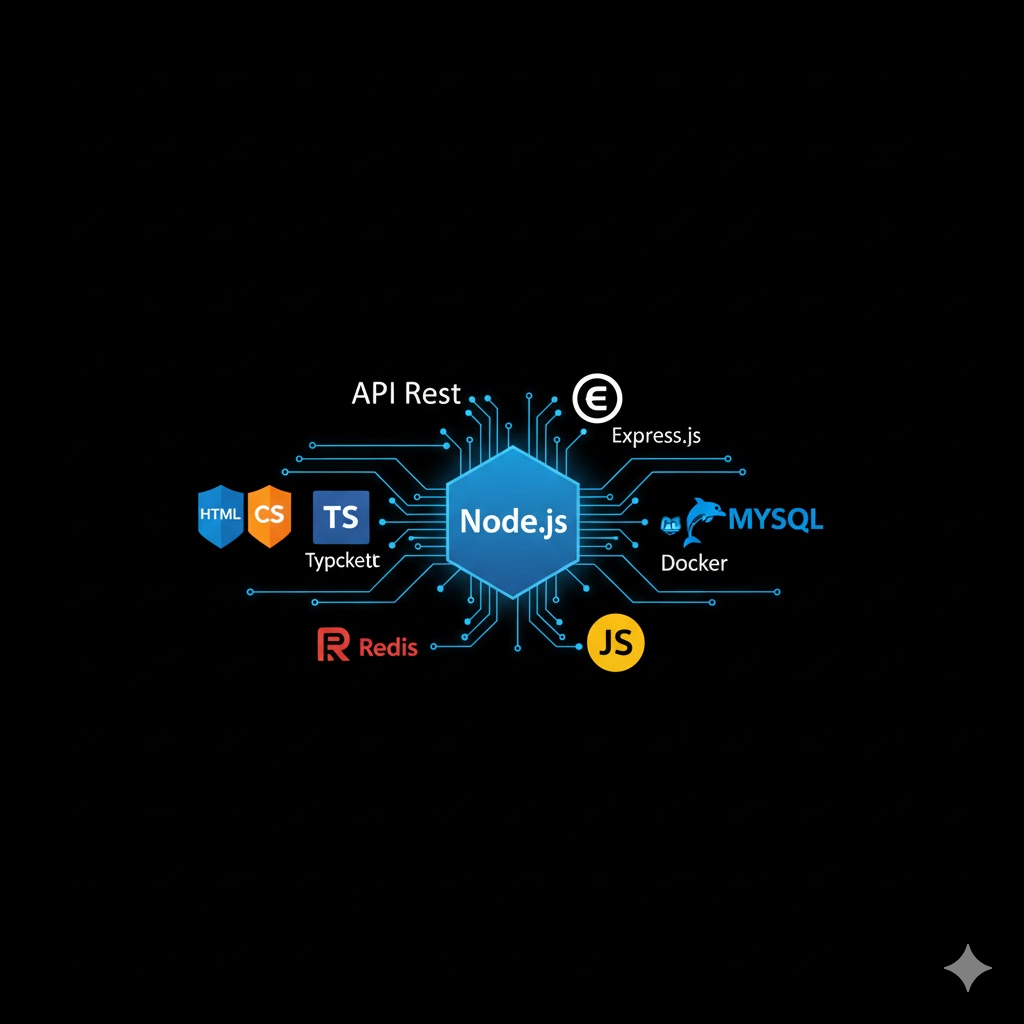 API Rest
Express.js
HTML
CS
TS
Typckett
Node.js
MYSQL
Docker
Redis
JS